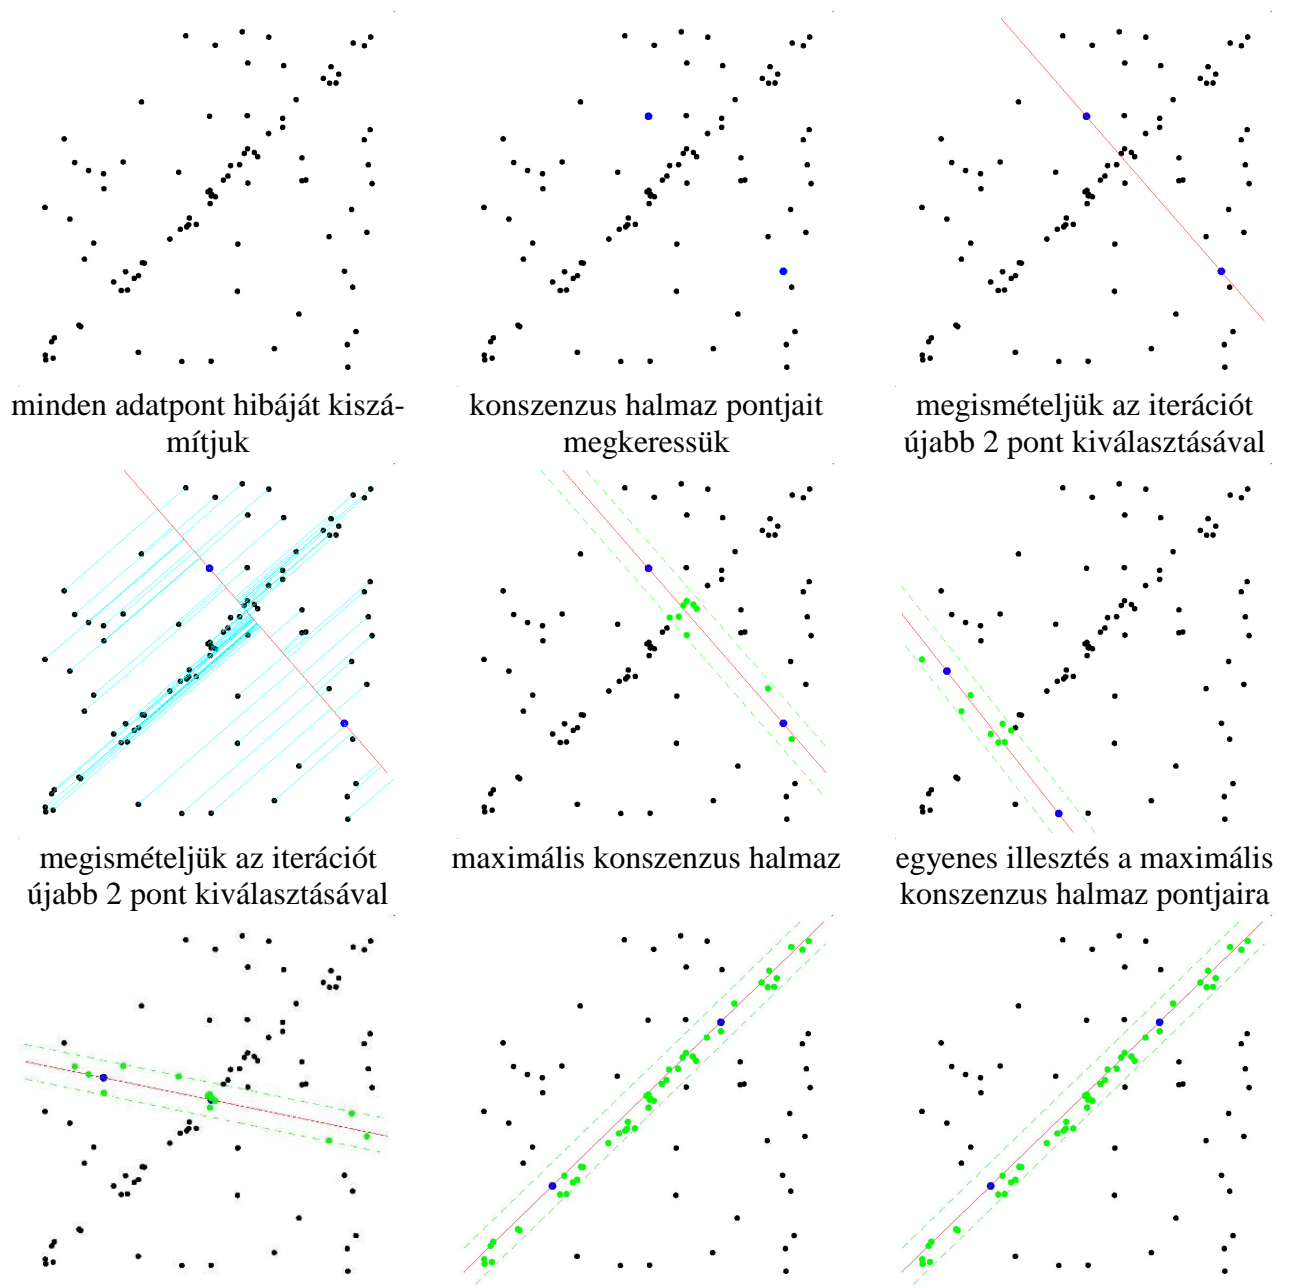 minden adatpont hibáját kiszá-
mítjuk
konszenzus halmaz pontjait
megkeressük
megismételjük az iterációt
újabb 2 pont kiválasztásával
megismételjük az iterációt
újabb 2 pont kiválasztásával
maximális konszenzus halmaz
egyenes illesztés a maximális
konszenzus halmaz pontjaira